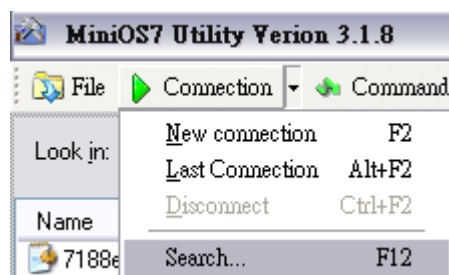 MiniOS7 Utility Verion 3.1.8
File Connection Command
New connection F2
Look in:
Last Connection Alt+F2
Disconnect Ctrl+F2
Name
7188e
Search... F12